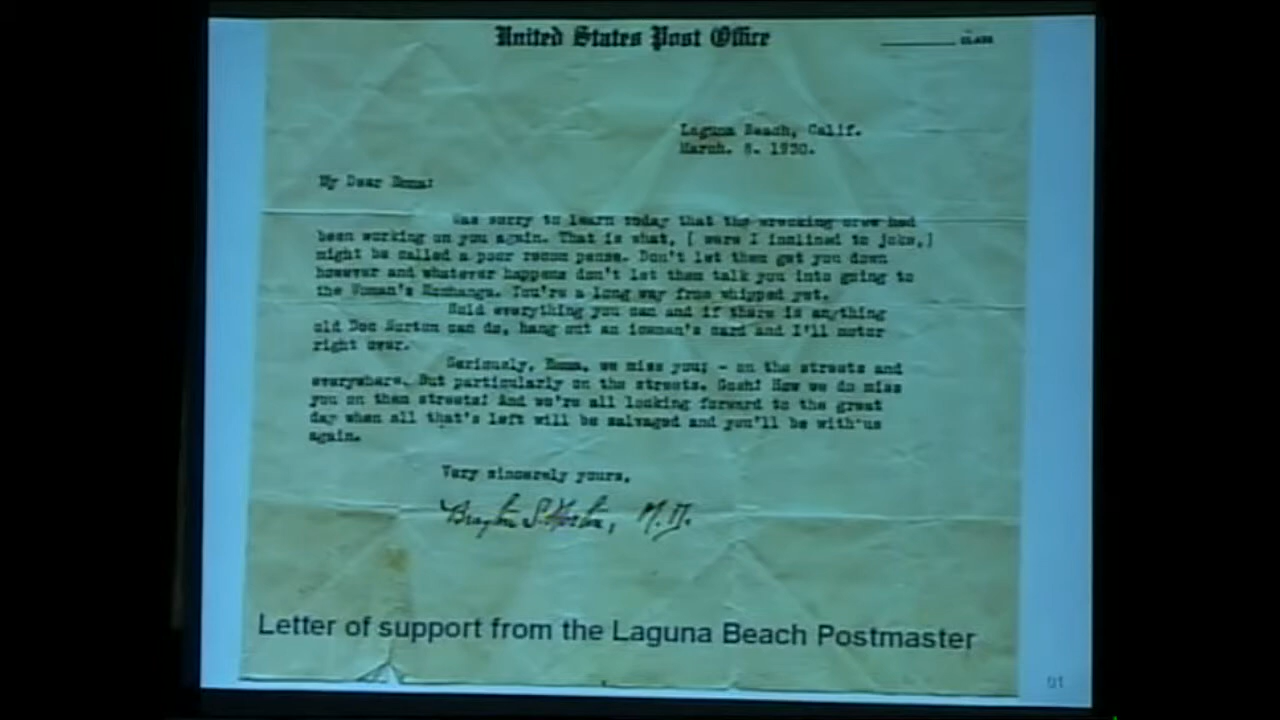 United States Post Office
CLASS
Laguna Beach, Calif.
March. 1930.
My Dear Emma:
Was sorry to learn today that the wrecking crew had
been working on you again. That is what, [ were I inclined to joke,]
might be called a poor recom pense. Don't let them get you down
however and whatever happens don't let them talk you into going to
the Woman's Exchange. You're a long way from whipped yet.
Hold everything you can and if there is anything
old Doc Norton can do, hang out an iceman's card and I'll motor
right over.
Seriously, Emma, we miss you; - on the streets and
everywhere. But particularly on the streets. Gosh! How we do miss
you on them streets! And we're all looking forward to the great
day when all that's left will be salvaged and you'll be with us
again.
Very sincerely yours,
S. Norton, M.D.
Letter of support from the Laguna Beach Postmaster
91